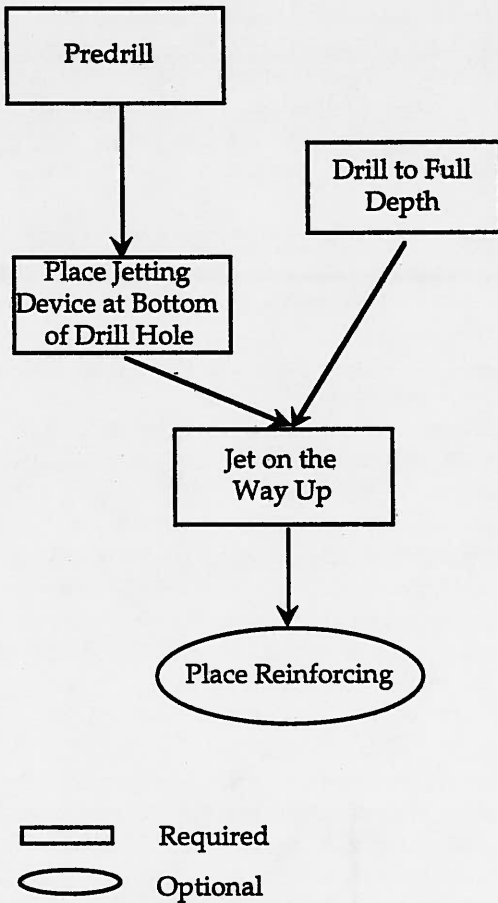 Predrill
Drill to Full
Depth
Place Jetting
Device at Bottom
of Drill Hole
Jet on the
Way Up
Place Reinforcing
Required
Optional